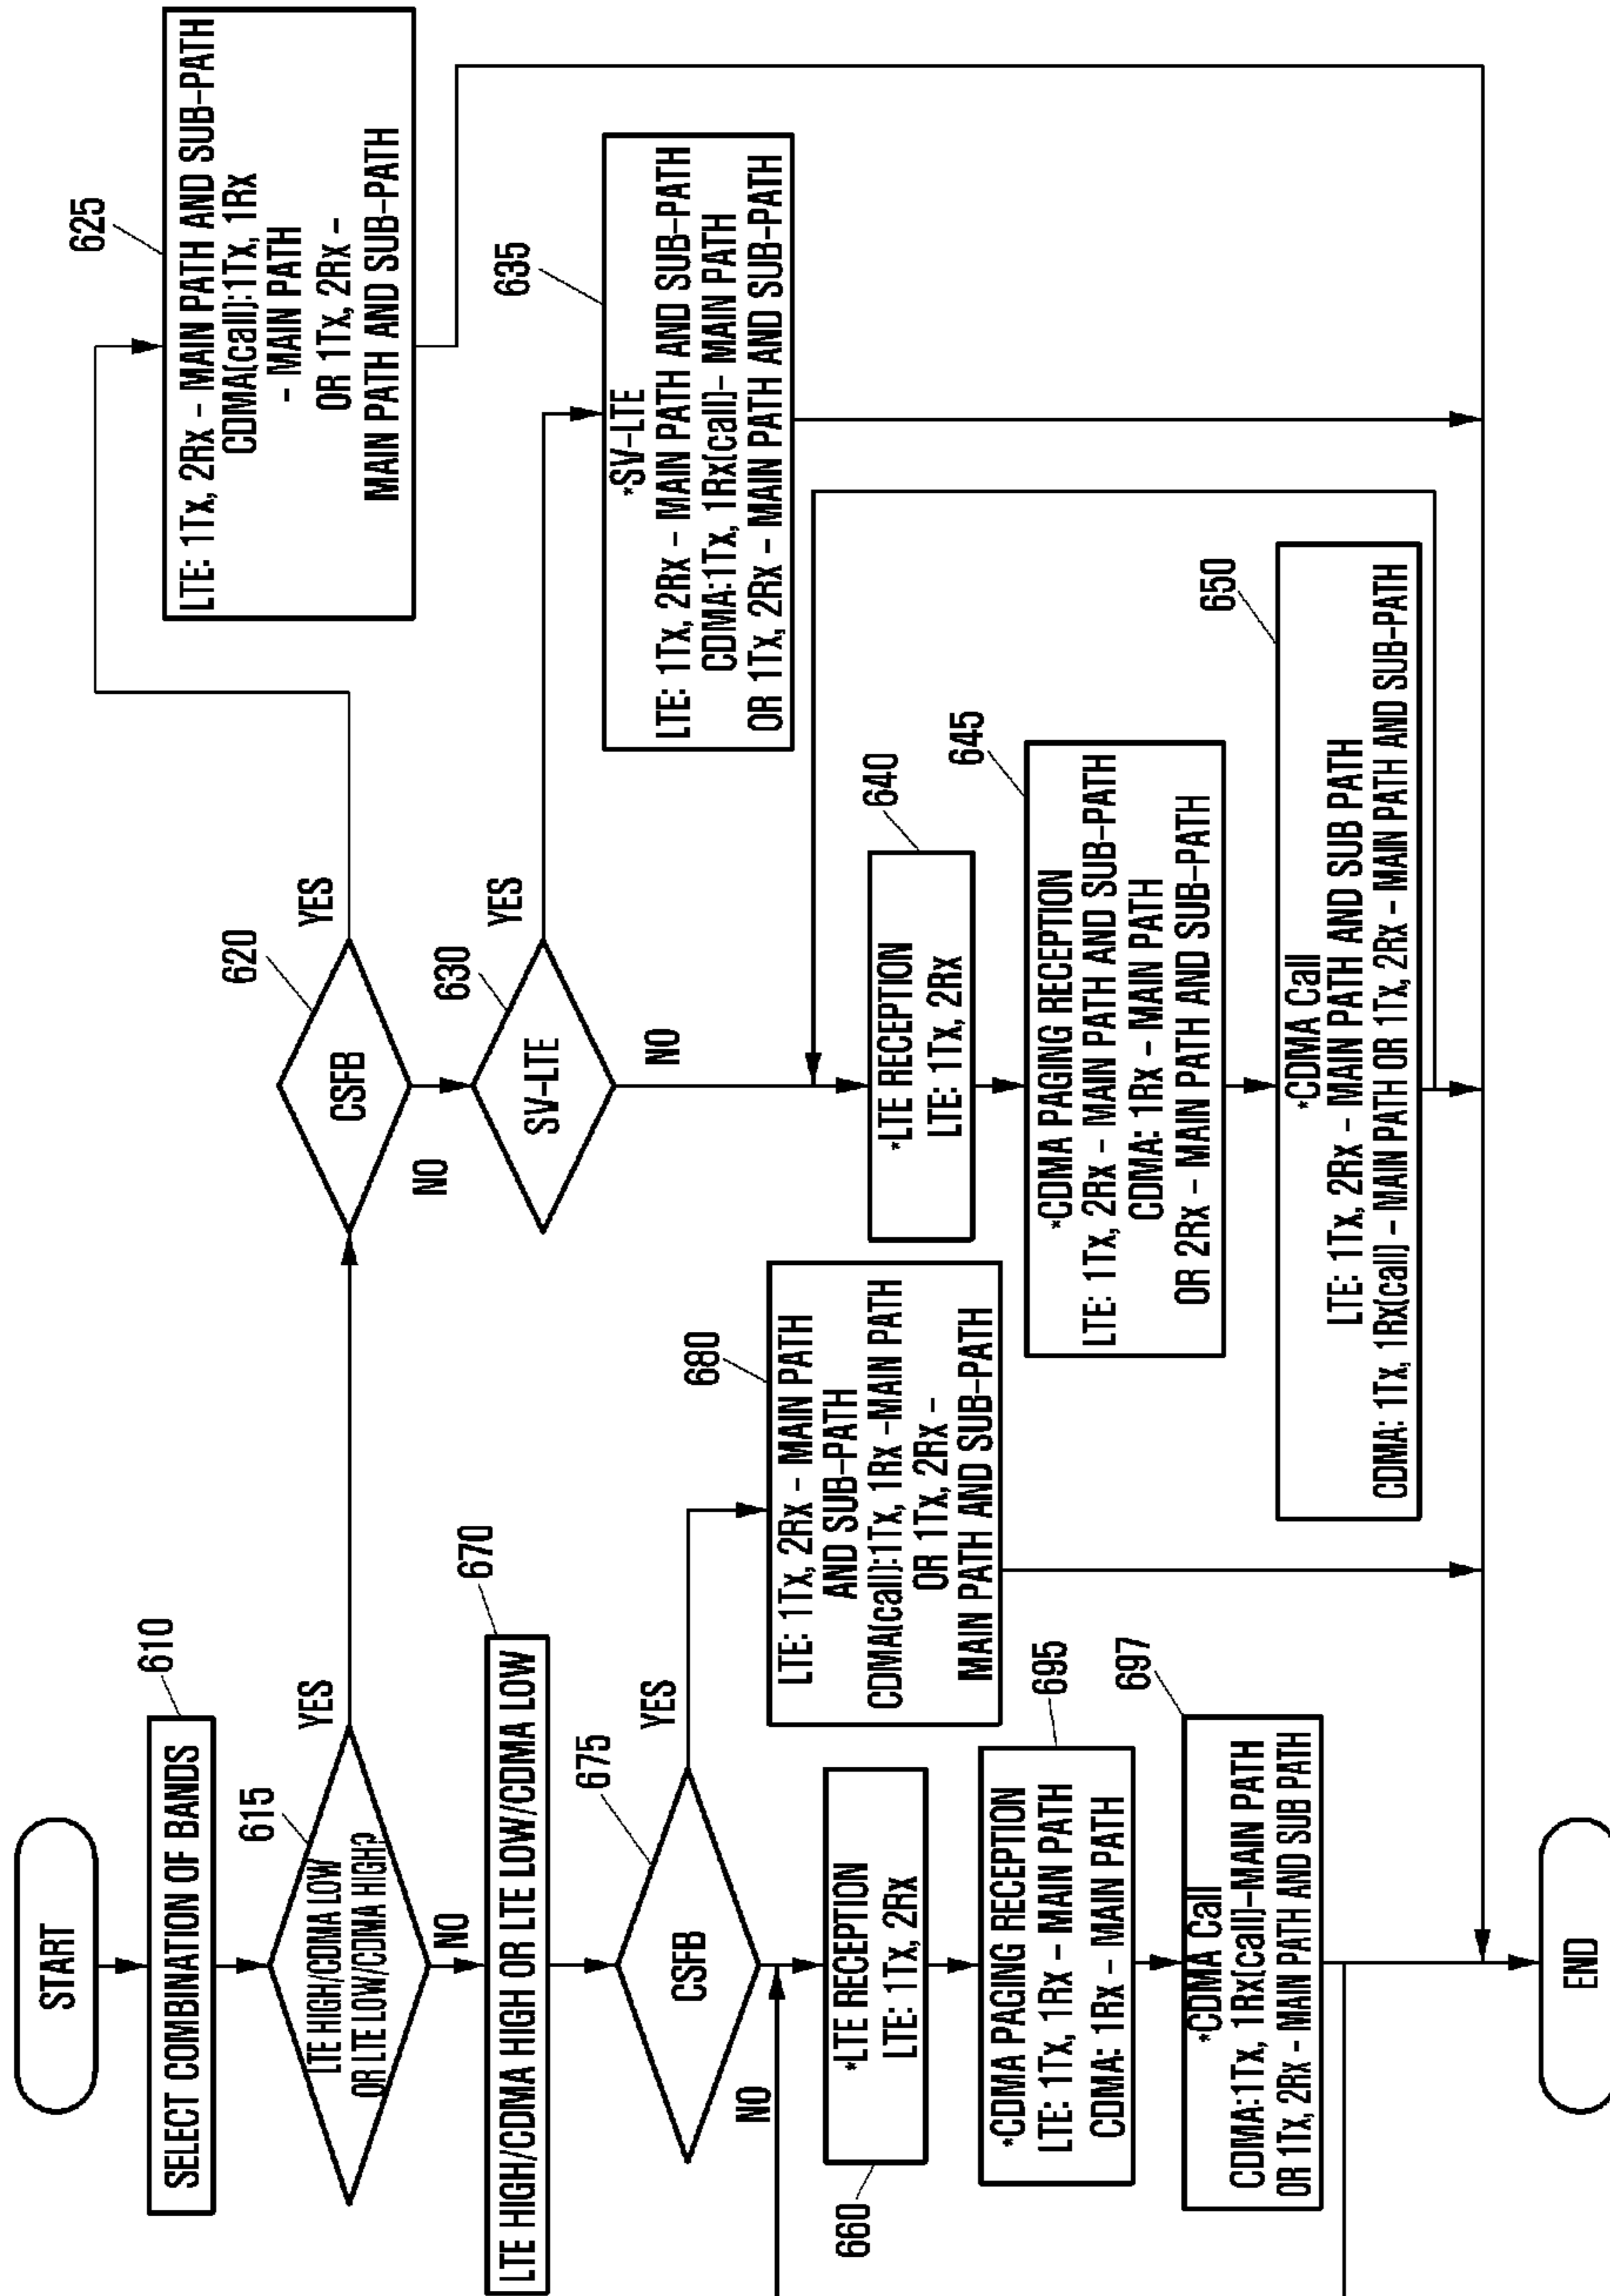 START
610
SELECT COMBINATION OF BANDS
615
LTE HIGH/CDMA LOW
OR LTE LOW/CDMA HIGH?
YES
NO
620
CSFB
YES
NO
625
LTE: 1Tx, 2Rx - MAIN PATH AND SUB-PATH
CDMA(call):1Tx, 1Rx
- MAIN PATH
OR 1Tx, 2Rx -
MAIN PATH AND SUB-PATH
630
SV-LTE
YES
NO
635
*SV-LTE
LTE: 1Tx, 2Rx - MAIN PATH AND SUB-PATH
CDMA:1Tx, 1Rx(call)- MAIN PATH
OR 1Tx, 2Rx - MAIN PATH AND SUB-PATH
640
*LTE RECEPTION
LTE: 1Tx, 2Rx
645
*CDMA PAGING RECEPTION
LTE: 1Tx, 2Rx - MAIN PATH AND SUB-PATH
CDMA: 1Rx - MAIN PATH
OR 2Rx - MAIN PATH AND SUB-PATH
650
*CDMA Call
LTE: 1Tx, 2Rx - MAIN PATH AND SUB PATH
CDMA: 1Tx, 1Rx(call) - MAIN PATH OR 1Tx, 2Rx - MAIN PATH AND SUB-PATH
670
LTE HIGH/CDMA HIGH OR LTE LOW/CDMA LOW
675
CSFB
YES
NO
680
LTE: 1Tx, 2Rx - MAIN PATH
AND SUB-PATH
CDMA(call):1Tx, 1Rx -MAIN PATH
OR 1Tx, 2Rx -
MAIN PATH AND SUB-PATH
660
*LTE RECEPTION
LTE: 1Tx, 2Rx
695
*CDMA PAGING RECEPTION
LTE: 1Tx, 1Rx - MAIN PATH
CDMA: 1Rx - MAIN PATH
697
*CDMA Call
CDMA:1Tx, 1Rx(call)-MAIN PATH
OR 1Tx, 2Rx - MAIN PATH AND SUB PATH
END